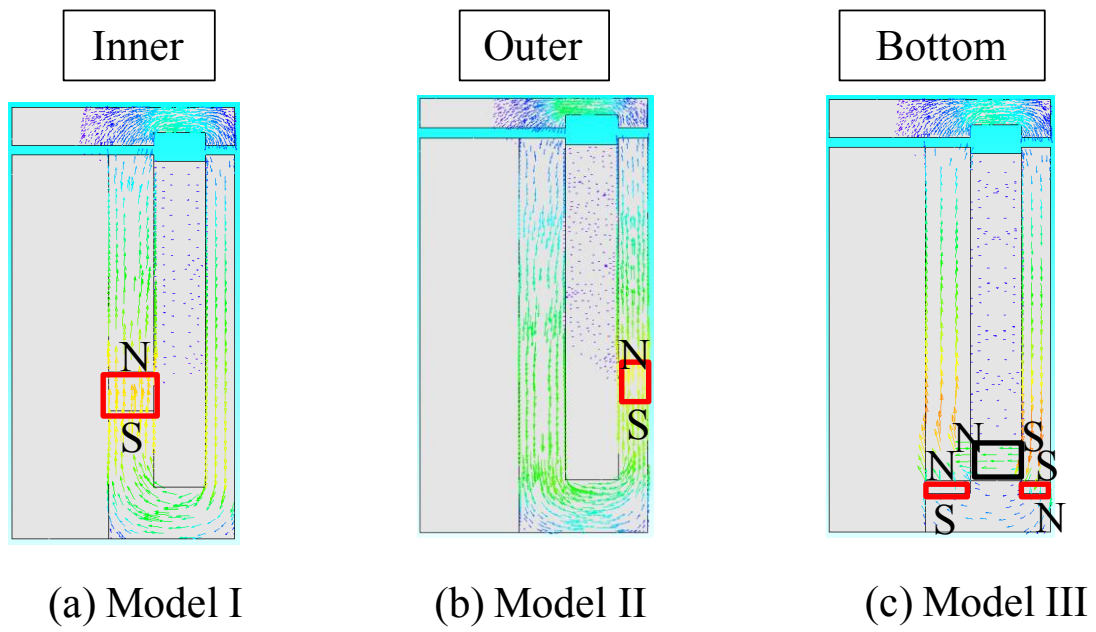 Inner
Outer
Bottom
N
S
N
S
N
S
N
S
S
N
(a) Model I
(b) Model II
(c) Model III